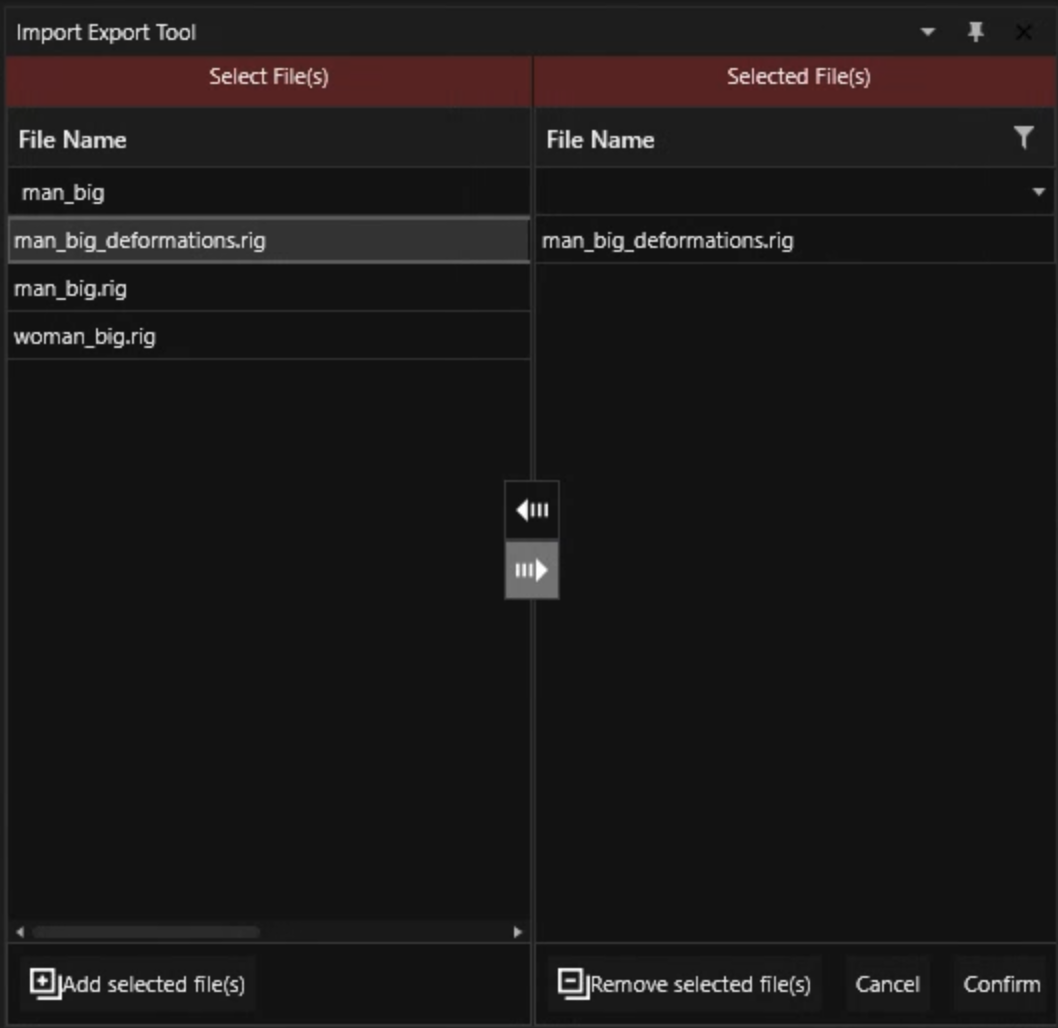 Import Export Tool
Select File(s)
Selected File(s)
File Name
File Name
man_big
man_big_deformations.rig
man_big_deformations.rig
man_big.rig
woman_big.rig
Add selected file(s)
Remove selected file(s)
Cancel
Confirm